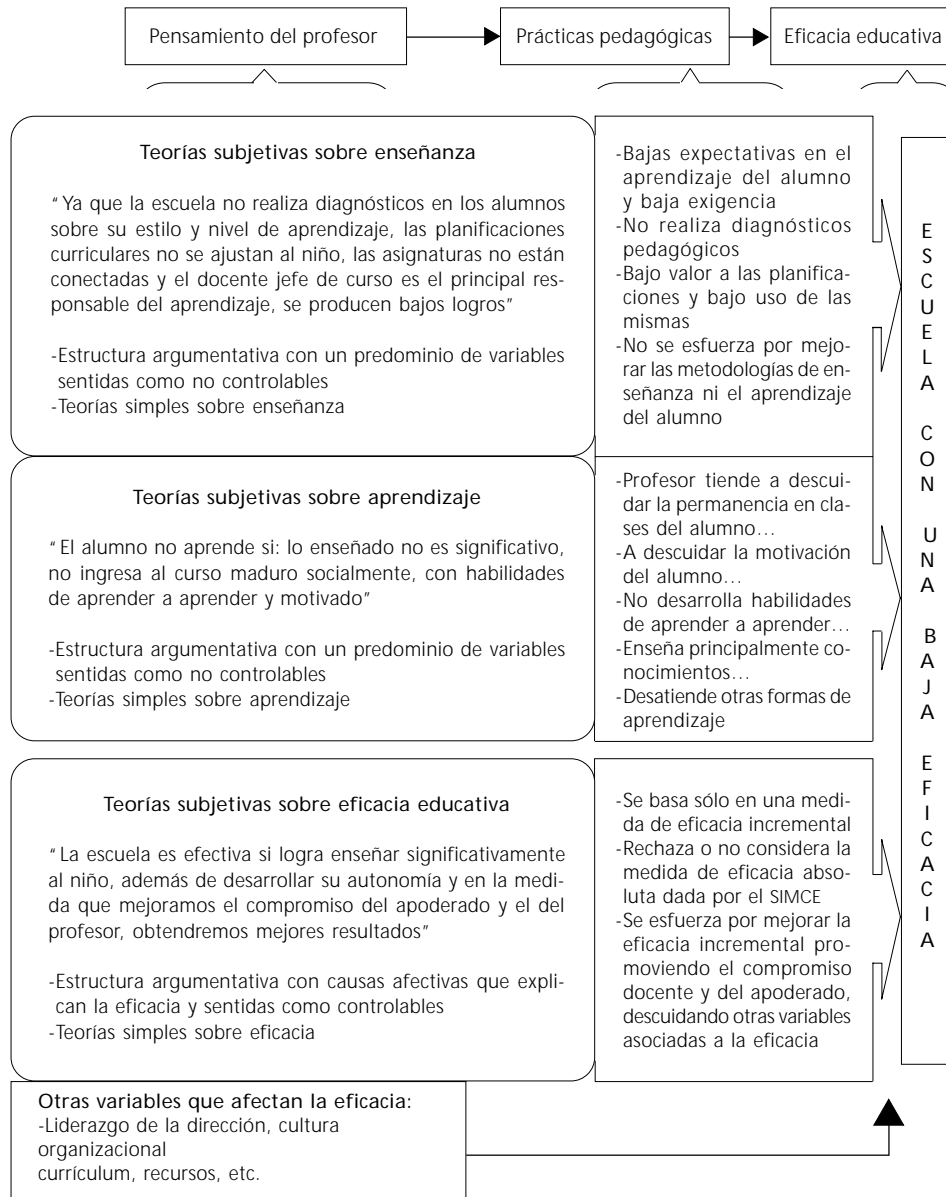 Pensamiento del profesor
Prácticas pedagógicas
Eficacia educativa
Teorías subjetivas sobre enseñanza
“Ya que la escuela no realiza diagnósticos en los alumnos
sobre su estilo y nivel de aprendizaje, las planificaciones
curriculares no se ajustan al niño, las asignaturas no están
conectadas y el docente jefe de curso es el principal res-
ponsable del aprendizaje, se producen bajos logros”
-Estructura argumentativa con un predominio de variables
sentidas como no controlables
-Teorías simples sobre enseñanza
-Bajas expectativas en el
aprendizaje del alumno
y baja exigencia
-No realiza diagnósticos
pedagógicos
-Bajo valor a las planifica-
ciones y bajo uso de las
mismas
-No se esfuerza por mejo-
rar las metodologías de en-
señanza ni el aprendizaje
del alumno
Teorías subjetivas sobre aprendizaje
“El alumno no aprende si: lo enseñado no es significativo,
no ingresa al curso maduro socialmente, con habilidades
de aprender a aprender y motivado”
-Estructura argumentativa con un predominio de variables
sentidas como no controlables
-Teorías simples sobre aprendizaje
-Profesor tiende a descui-
dar la permanencia en cla-
ses del alumno…
-A descuidar la motivación
del alumno…
-No desarrolla habilidades
de aprender a aprender…
-Enseña principalmente co-
nocimientos…
-Desatiende otras formas de
aprendizaje
Teorías subjetivas sobre eficacia educativa
“La escuela es efectiva si logra enseñar significativamente
al niño, además de desarrollar su autonomía y en la medi-
da que mejoramos el compromiso del apoderado y el del
profesor, obtendremos mejores resultados”
-Estructura argumentativa con causas afectivas que expli-
can la eficacia y sentidas como controlables
-Teorías simples sobre eficacia
-Se basa sólo en una medi-
da de eficacia incremental
-Rechaza o no considera la
medida de eficacia abso-
luta dada por el SIMCE
-Se esfuerza por mejorar la
eficacia incremental pro-
moviendo el compromiso
docente y del apoderado,
descuidando otras variables
asociadas a la eficacia
ESCUELA CON UNA BAJA EFICACIA
Otras variables que afectan la eficacia:
-Liderazgo de la dirección, cultura
organizacional
currículum, recursos, etc.